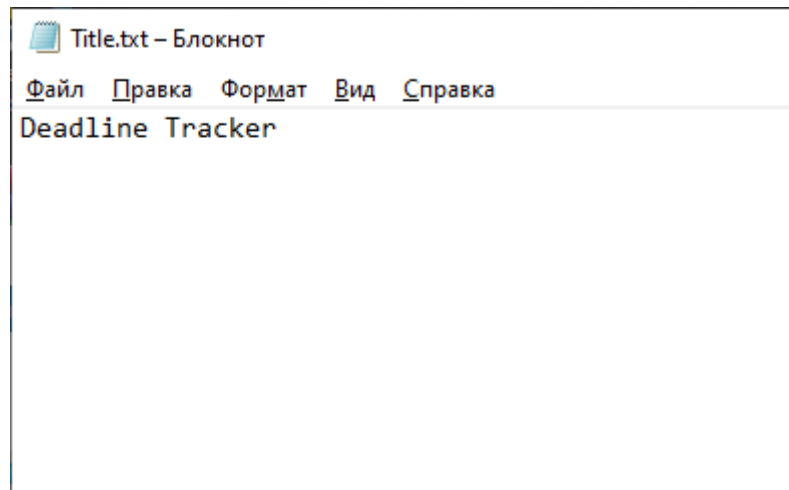 Title.txt – Блокнот
Файл Правка Формат Вид Справка
Deadline Tracker